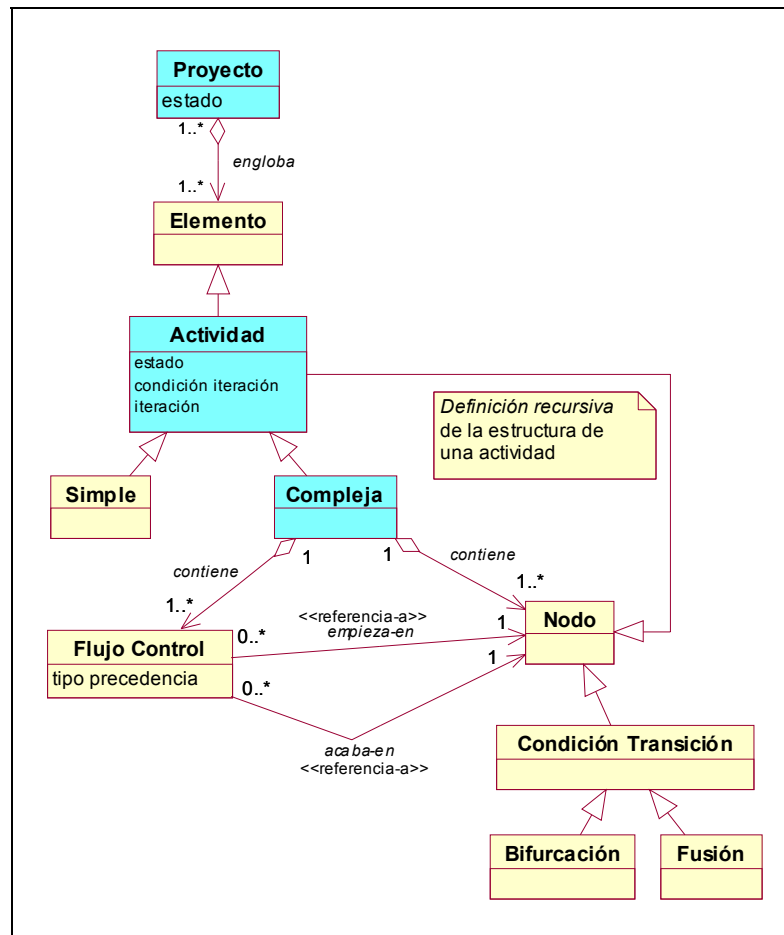 Proyecto
estado
1..*
engloba
1..*
Elemento
Actividad
estado
condición iteración
iteración
Definición recursiva
de la estructura de
una actividad
Simple
Compleja
1
1
contiene
contiene
1..*
1..*
Flujo Control
tipo precedencia
0..*
<<referencia-a>>
empieza-en
1
Nodo
1
0..*
acaba-en
<<referencia-a>>
Condición Transición
Bifurcación
Fusión